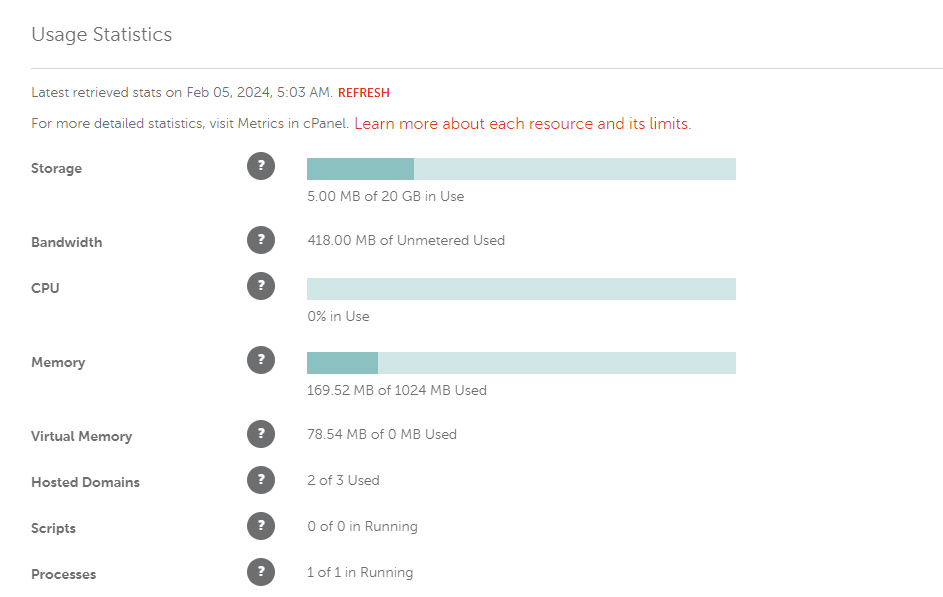 Usage Statistics
Latest retrieved stats on Feb 05, 2024, 5:03 AM. REFRESH
For more detailed statistics, visit Metrics in cPanel. Learn more about each resource and its limits.
Storage ?
5.00 MB of 20 GB in Use
Bandwidth ? 418.00 MB of Unmetered Used
CPU ?
0% in Use
Memory ?
169.52 MB of 1024 MB Used
Virtual Memory ? 78.54 MB of 0 MB Used
Hosted Domains ? 2 of 3 Used
Scripts ? 0 of 0 in Running
Processes ? 1 of 1 in Running